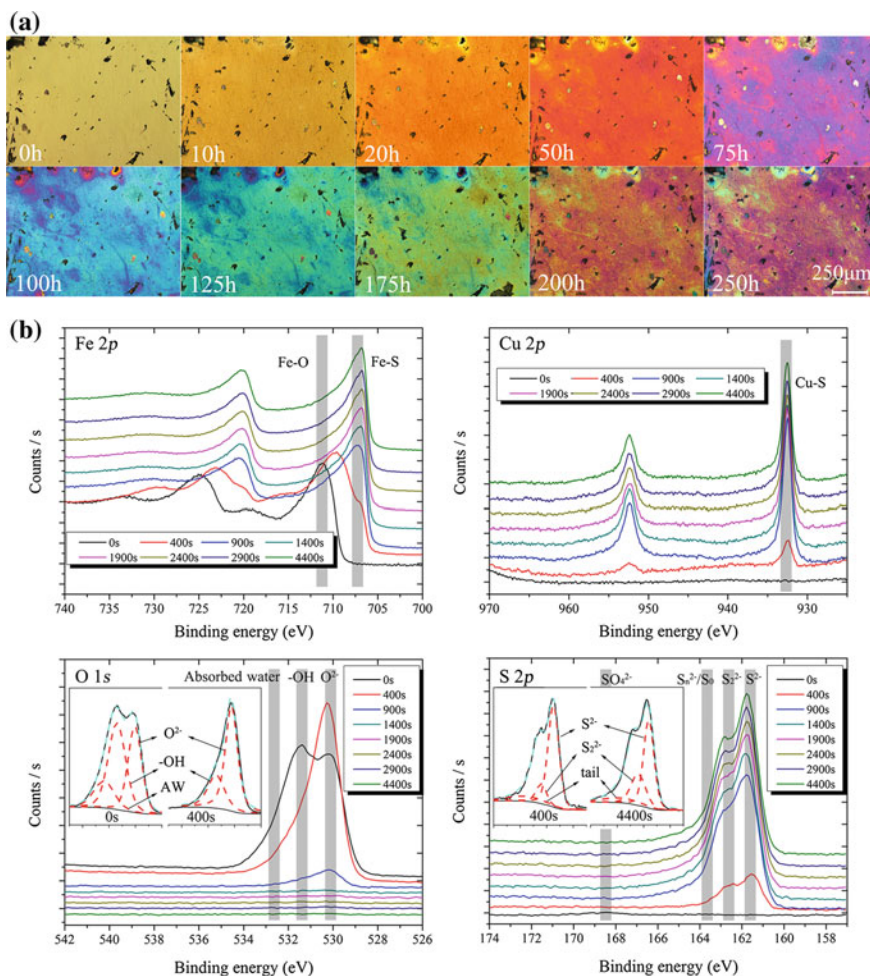 (a)
0h 10h 20h 50h 75h
100h 125h 175h 200h 250h 250μm
(b)
Fe 2p
Fe-O Fe-S
Counts / s
0s 400s 900s 1400s
1900s 2400s 2900s 4400s
740 735 730 725 720 715 710 705 700
Binding energy (eV)
Cu 2p
0s 400s 900s 1400s
1900s 2400s 2900s 4400s
Cu-S
Counts / s
970 960 950 940 930
Binding energy (eV)
O 1s
Absorbed water -OH O²⁻
0s
400s
900s
1400s
1900s
2400s
2900s
4400s
O²⁻
-OH
AW
0s 400s
Counts / s
542 540 538 536 534 532 530 528 526
Binding energy (eV)
S 2p
SO₄²⁻ Sₙ²⁻/S₀ S₂²⁻ S²⁻
0s
400s
900s
1400s
1900s
2400s
2900s
4400s
S²⁻
S₂²⁻
tail
400s 4400s
Counts / s
174 172 170 168 166 164 162 160 158
Binding energy (eV)